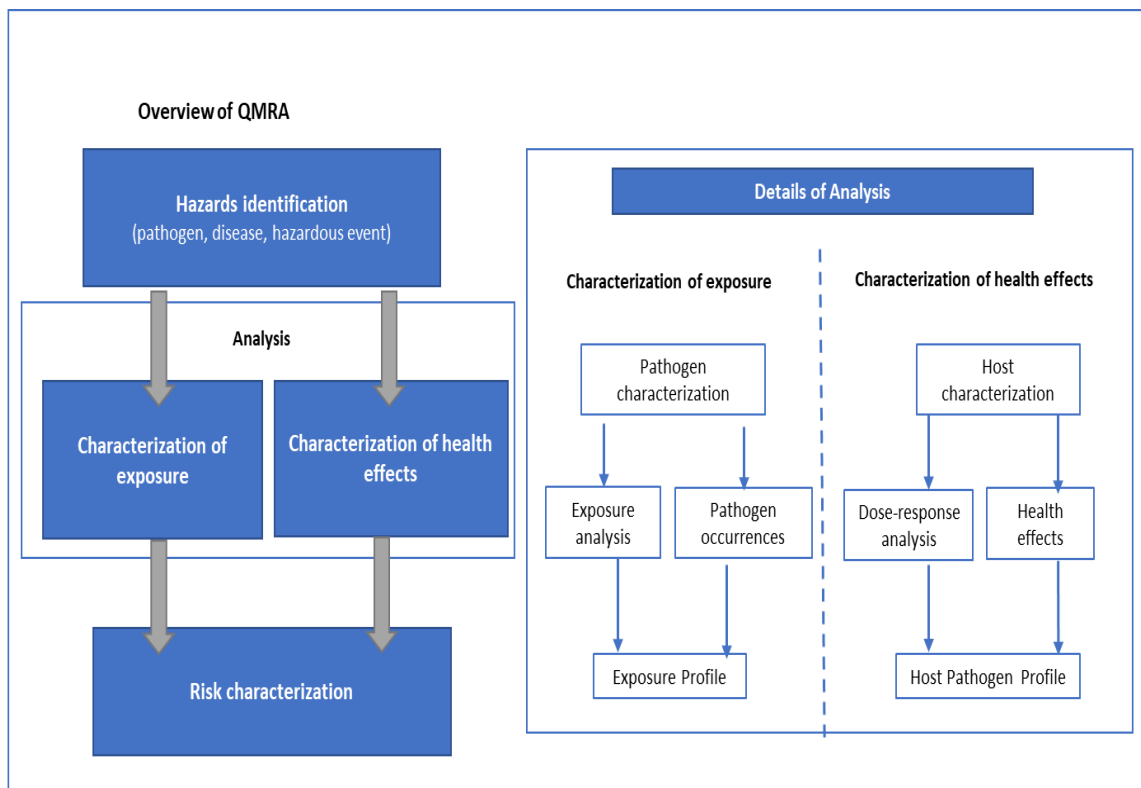 Overview of QMRA
Hazards identification
(pathogen, disease, hazardous event)
Analysis
Characterization of
exposure
Characterization of health
effects
Risk characterization
Details of Analysis
Characterization of exposure
Pathogen
characterization
Exposure
analysis
Pathogen
occurrences
Exposure Profile
Characterization of health effects
Host
characterization
Dose-response
analysis
Health
effects
Host Pathogen Profile